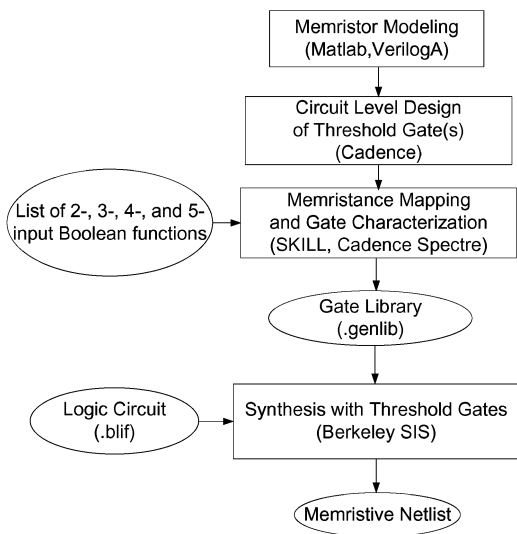 Memristor Modeling
(Matlab,VerilogA)
Circuit Level Design
of Threshold Gate(s)
(Cadence)
List of 2-, 3-, 4-, and 5-
input Boolean functions
Memristance Mapping
and Gate Characterization
(SKILL, Cadence Spectre)
Gate Library
(.genlib)
Logic Circuit
(.blif)
Synthesis with Threshold Gates
(Berkeley SIS)
Memristive Netlist